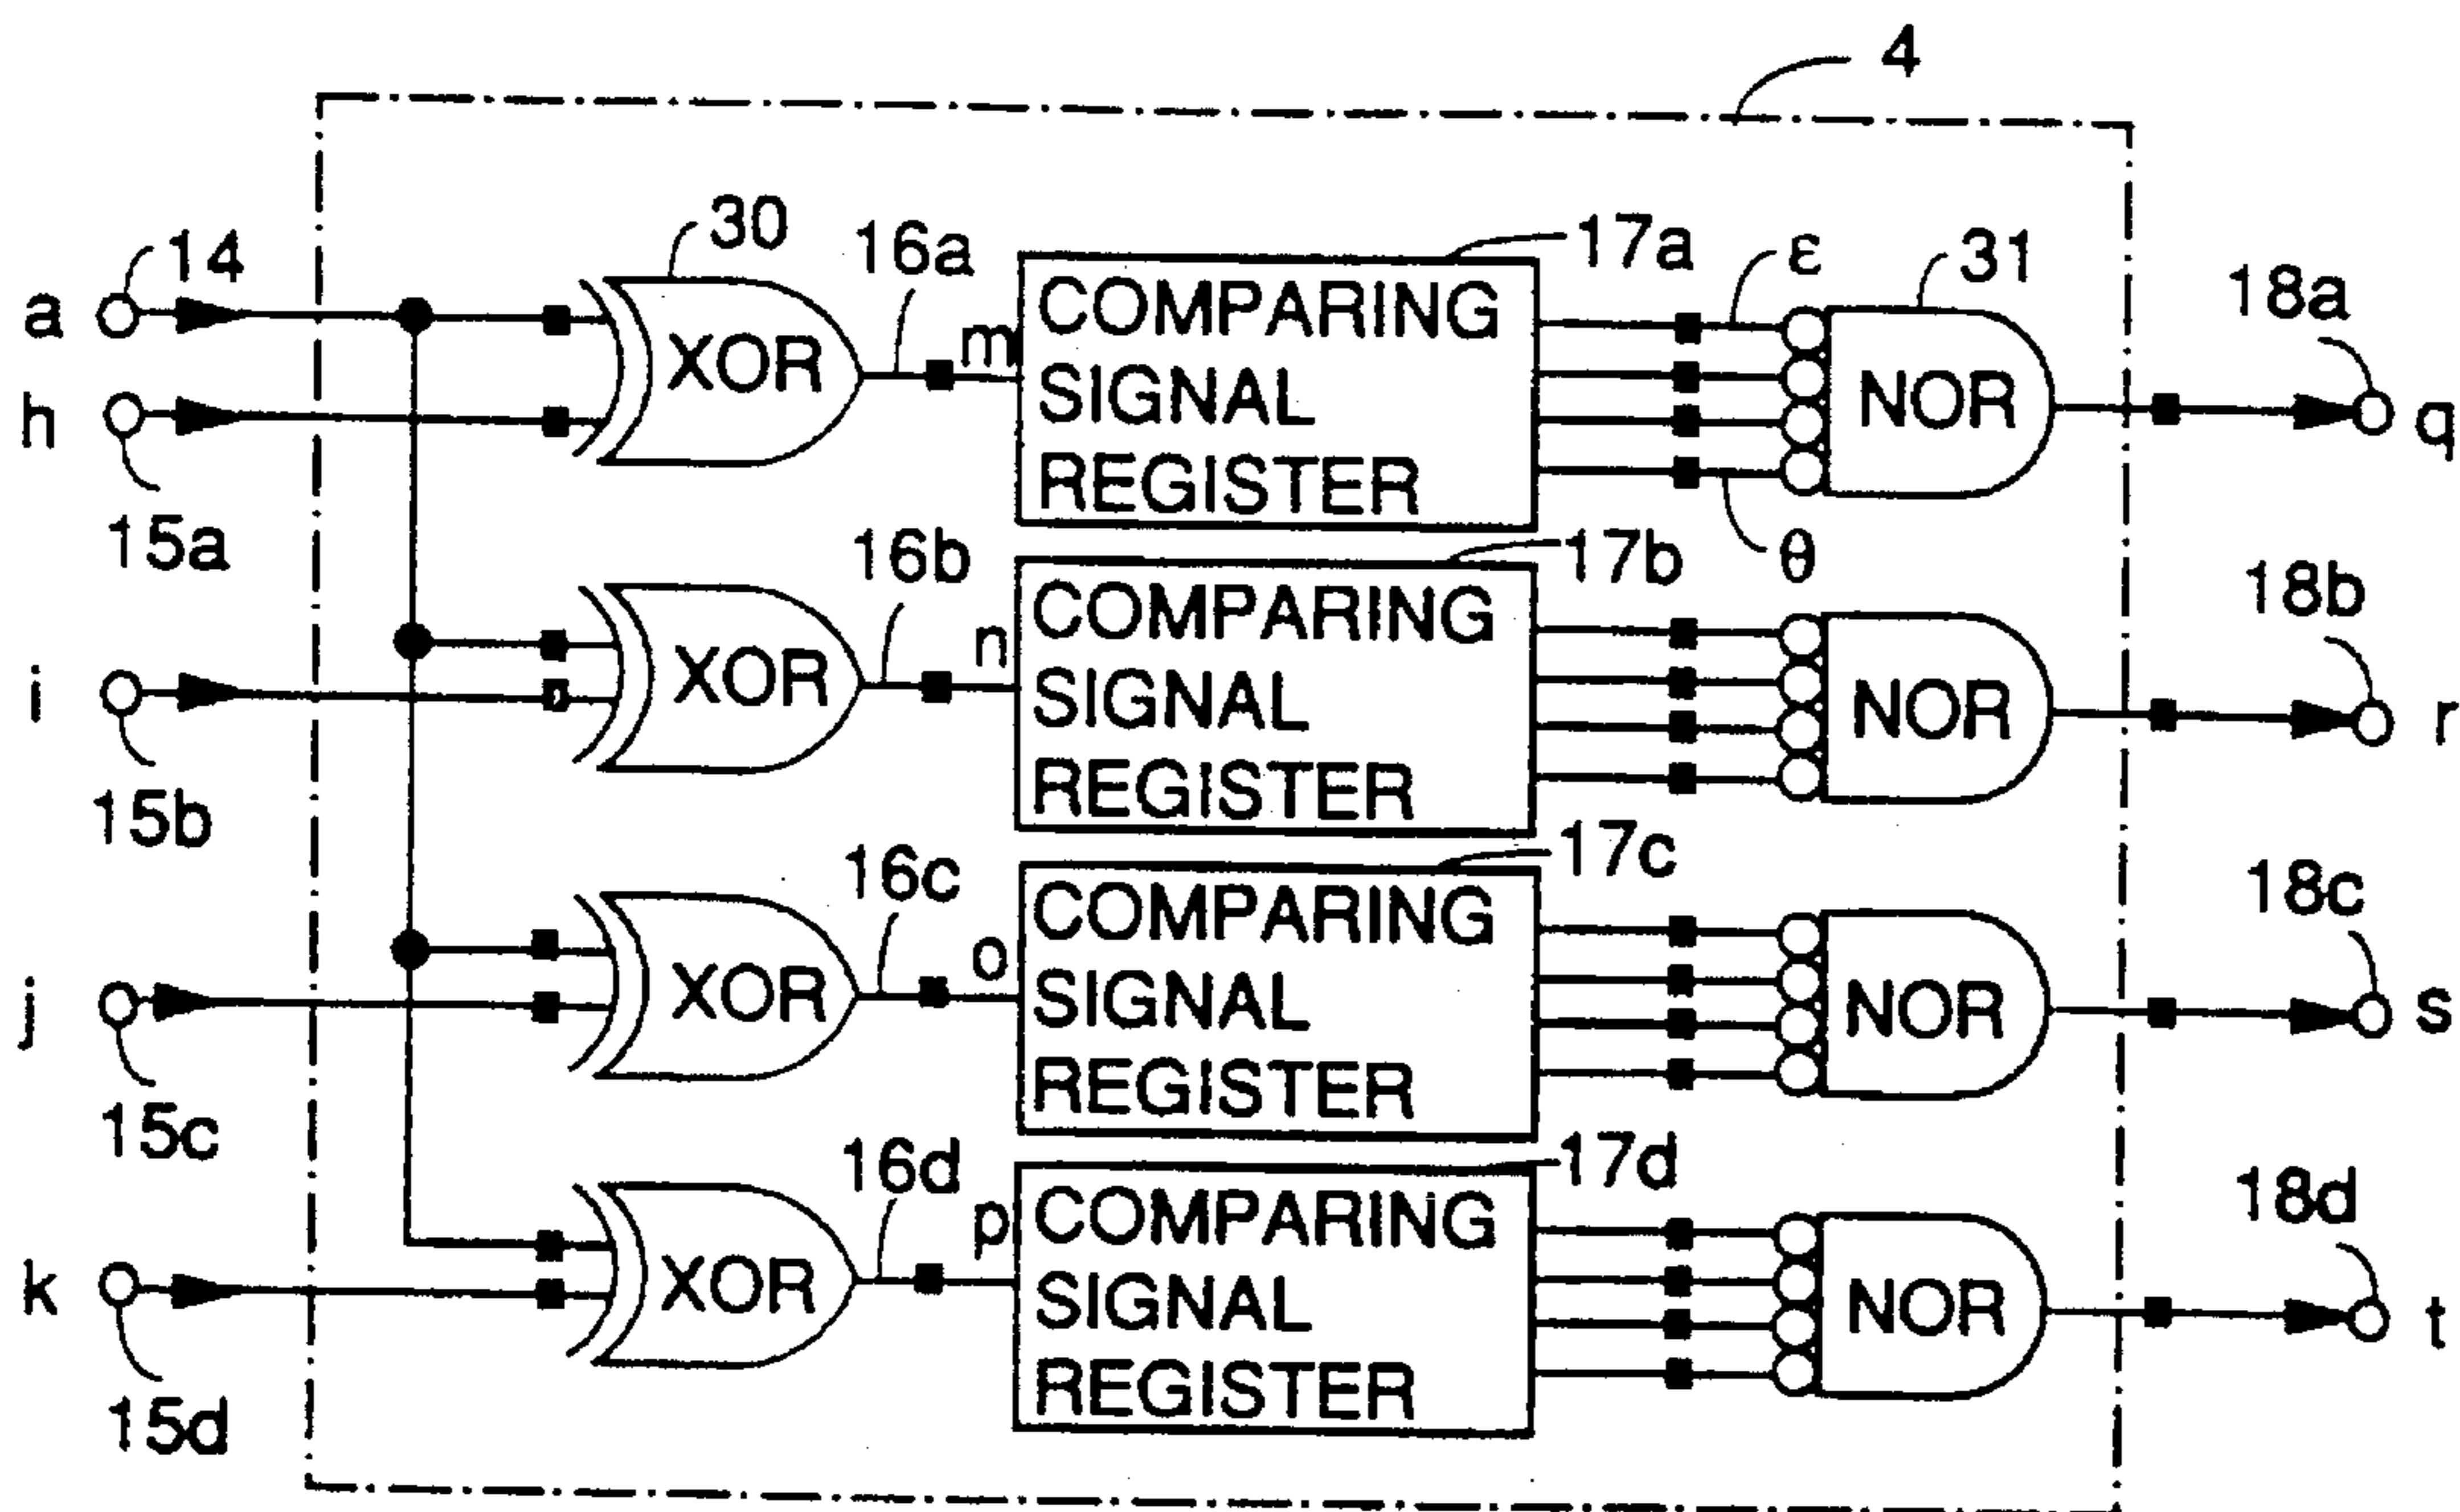 4
14
a
30
XOR
16a
m
COMPARING
SIGNAL
REGISTER
17a
ε
θ
31
NOR
18a
q
h
15a
i
15b
XOR
16b
n
COMPARING
SIGNAL
REGISTER
17b
NOR
18b
r
j
15c
XOR
16c
o
COMPARING
SIGNAL
REGISTER
17c
NOR
18c
s
k
15d
XOR
16d
p
COMPARING
SIGNAL
REGISTER
17d
NOR
18d
t